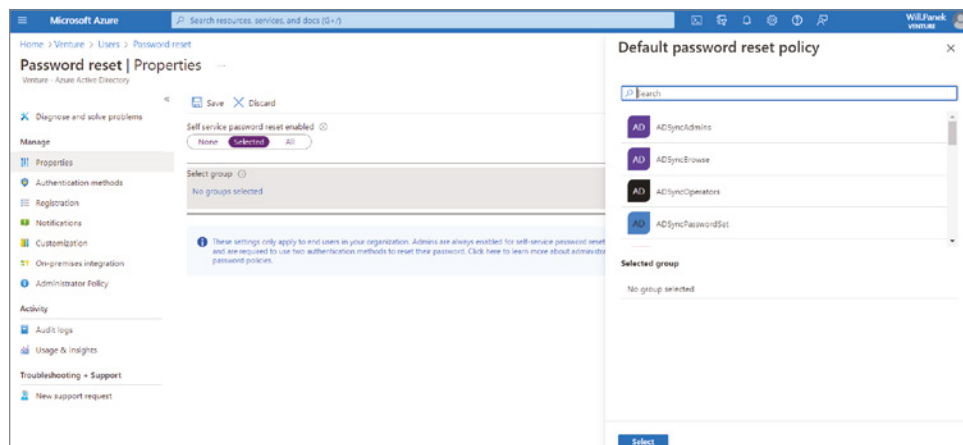 Microsoft Azure
Search resources, services, and docs (G+/)
Will.Panek
VENTURE
Home > Venture > Users > Password reset
Password reset | Properties ...
Venture - Azure Active Directory
Save
Discard
Diagnose and solve problems
Manage
Properties
Authentication methods
Registration
Notifications
Customization
On-premises integration
Administrator Policy
Activity
Audit logs
Usage & insights
Troubleshooting + Support
New support request
Self service password reset enabled
None Selected All
Select group
No groups selected
These settings only apply to end users in your organization. Admins are always enabled for self-service password reset
and are required to use two authentication methods to reset their password. Click here to learn more about administra
password policies.
Default password reset policy
Search
AD ADSyncAdmins
AD ADSyncBrowse
AD ADSyncOperators
AD ADSyncPasswordSet
Selected group
No group selected
Select